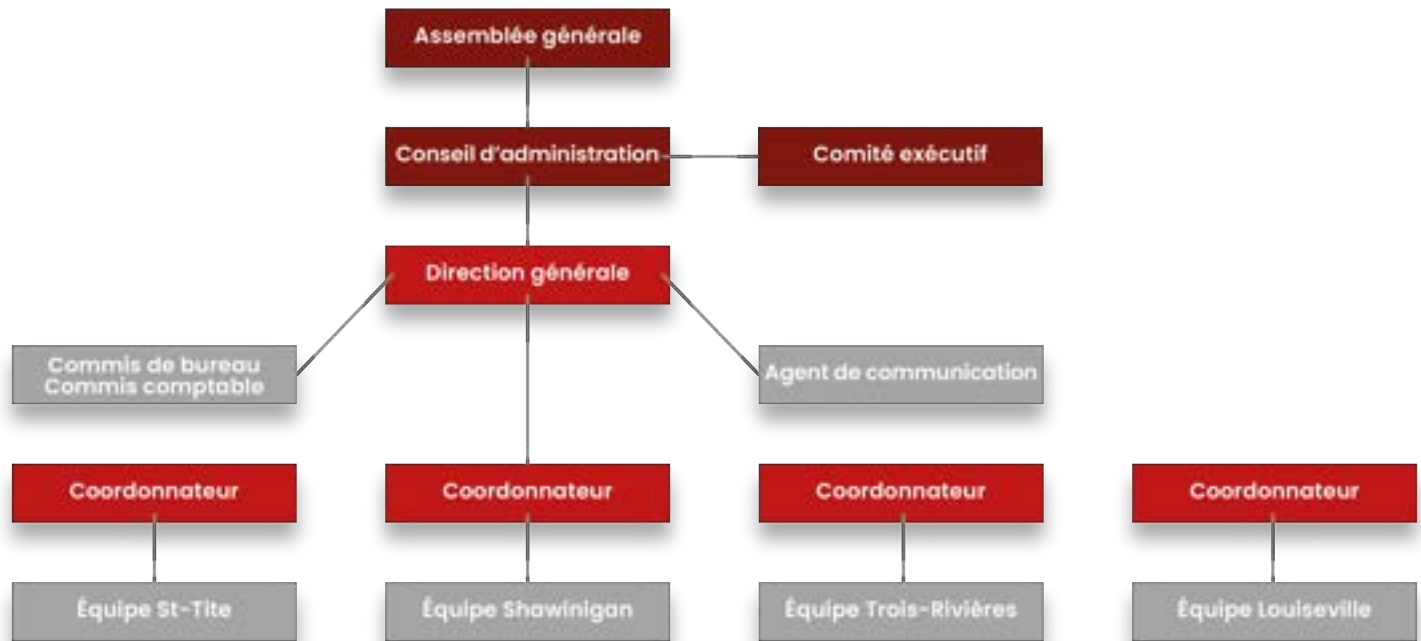 Assemblée générale
Conseil d'administration
Comité exécutif
Direction générale
Commis de bureau
Commis comptable
Agent de communication
Coordonnateur
Coordonnateur
Coordonnateur
Coordonnateur
Équipe St-Tite
Équipe Shawinigan
Équipe Trois-Rivières
Équipe Louiseville